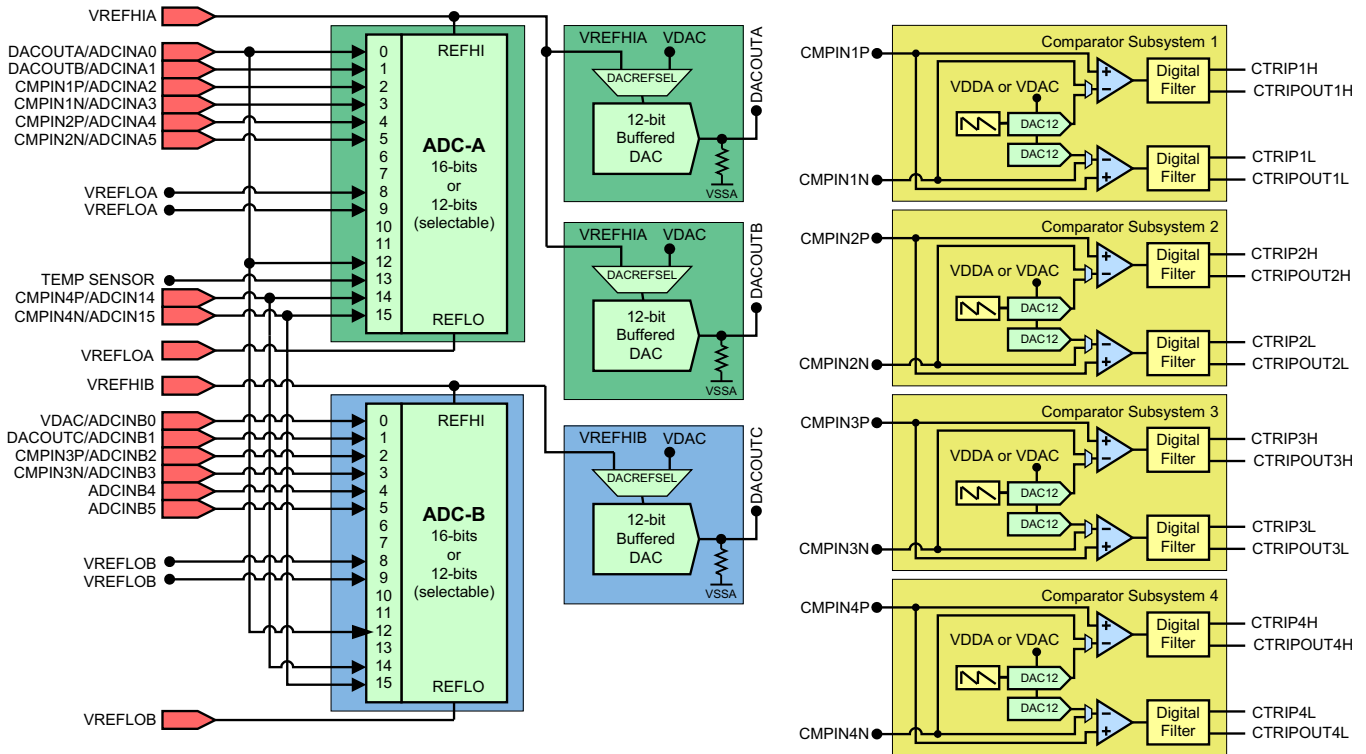 VREFHIA
DACOUTA/ADCINA0
DACOUTB/ADCINA1
CMPIN1P/ADCINA2
CMPIN1N/ADCINA3
CMPIN2P/ADCINA4
CMPIN2N/ADCINA5
VREFLOA
VREFLOA
TEMP SENSOR
CMPIN4P/ADCIN14
CMPIN4N/ADCIN15
VREFLOA
REFHI
0
1
2
3
4
5
6
7
8
9
10
11
12
13
14
15
ADC-A
16-bits
or
12-bits
(selectable)
REFLO
VREFHIB
VDAC/ADCINB0
DACOUTC/ADCINB1
CMPIN3P/ADCINB2
CMPIN3N/ADCINB3
ADCINB4
ADCINB5
VREFLOB
VREFLOB
VREFLOB
REFHI
0
1
2
3
4
5
6
7
8
9
10
11
12
13
14
15
ADC-B
16-bits
or
12-bits
(selectable)
REFLO
VREFHIA
VDAC
DACREFSEL
12-bit
Buffered
DAC
VSSA
DACOUTA
VREFHIA
VDAC
DACREFSEL
12-bit
Buffered
DAC
VSSA
DACOUTB
VREFHIB
VDAC
DACREFSEL
12-bit
Buffered
DAC
VSSA
DACOUTC
Comparator Subsystem 1
CMPIN1P
CMPIN1N
VDDA or VDAC
DAC12
DAC12
+
−
−
+
Digital
Filter
Digital
Filter
CTRIP1H
CTRIPOUT1H
CTRIP1L
CTRIPOUT1L
Comparator Subsystem 2
CMPIN2P
CMPIN2N
VDDA or VDAC
DAC12
DAC12
+
−
−
+
Digital
Filter
Digital
Filter
CTRIP2H
CTRIPOUT2H
CTRIP2L
CTRIPOUT2L
Comparator Subsystem 3
CMPIN3P
CMPIN3N
VDDA or VDAC
DAC12
DAC12
+
−
−
+
Digital
Filter
Digital
Filter
CTRIP3H
CTRIPOUT3H
CTRIP3L
CTRIPOUT3L
Comparator Subsystem 4
CMPIN4P
CMPIN4N
VDDA or VDAC
DAC12
DAC12
+
−
−
+
Digital
Filter
Digital
Filter
CTRIP4H
CTRIPOUT4H
CTRIP4L
CTRIPOUT4L